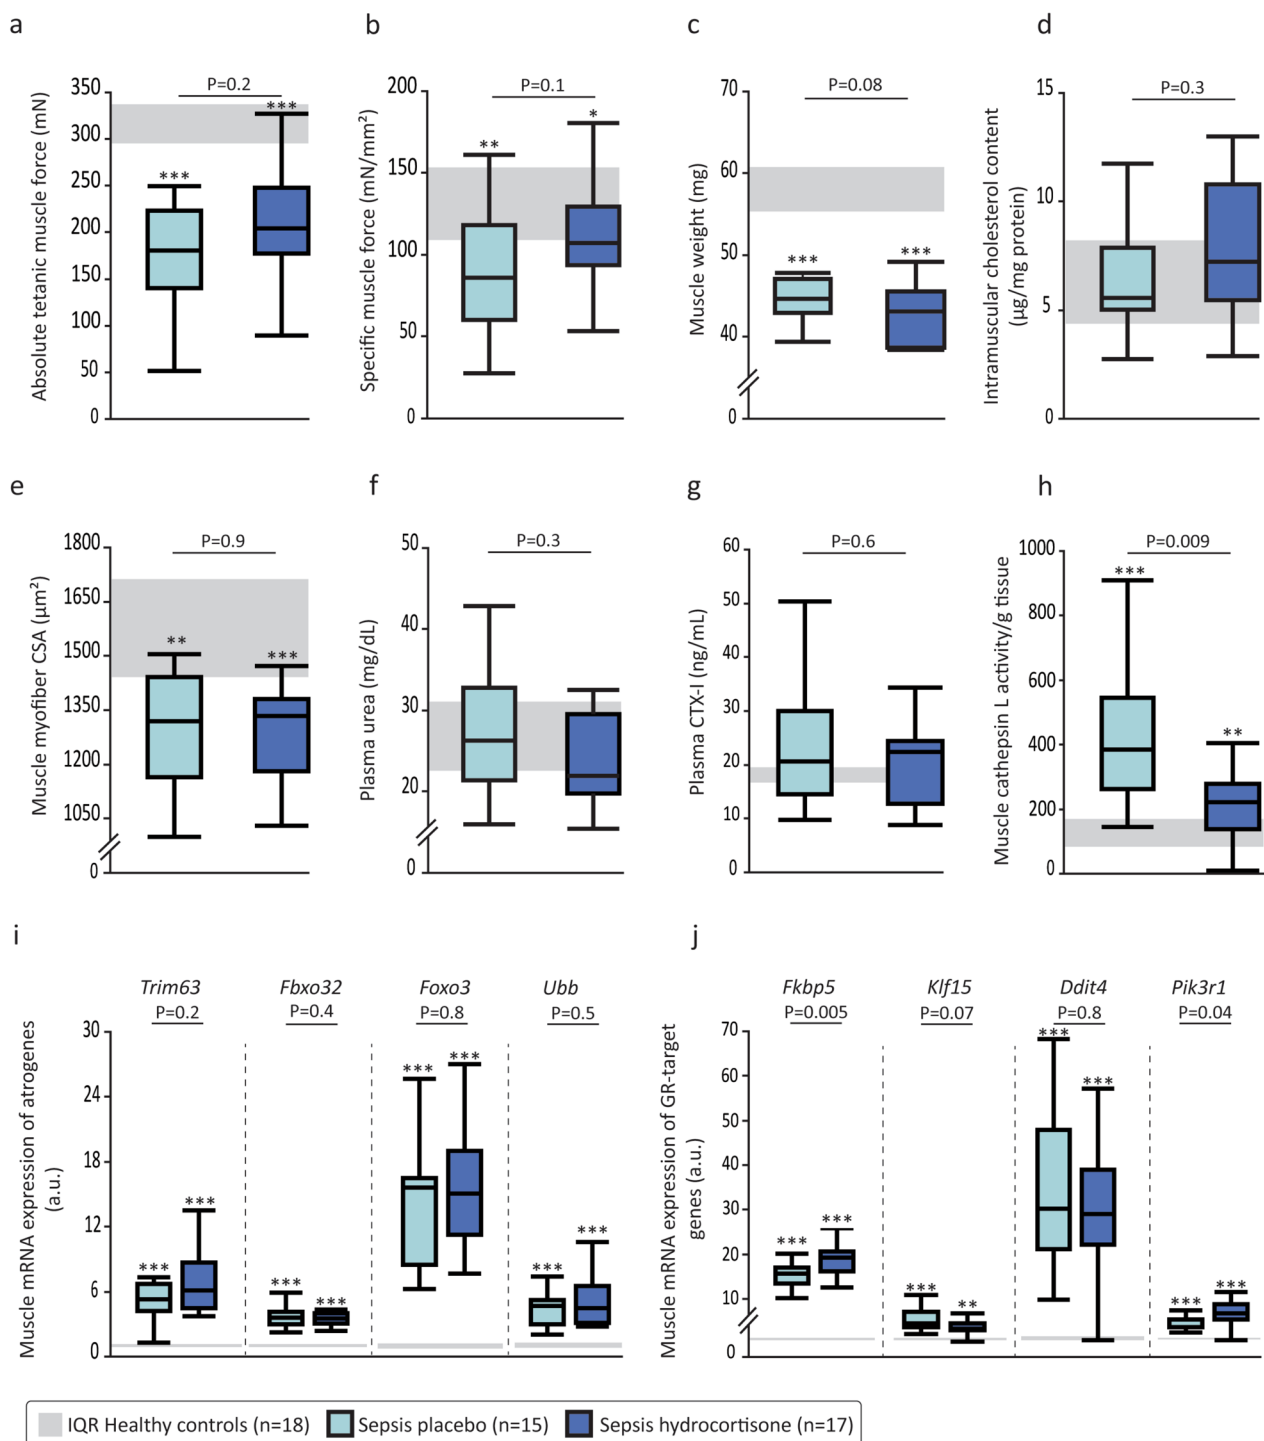 a
P=0.2
Absolute tetanic muscle force (mN)
350
300
250
200
150
100
50
0
***
***
b
P=0.1
Specific muscle force (mN/mm²)
200
150
100
50
0
**
*
c
P=0.08
Muscle weight (mg)
70
60
50
40
0
***
***
d
P=0.3
Intramuscular cholesterol content
(µg/mg protein)
15
10
5
0
e
P=0.9
Muscle myofiber CSA (µm²)
1800
1650
1500
1350
1200
1050
0
**
***
f
P=0.3
Plasma urea (mg/dL)
50
40
30
20
0
g
P=0.6
Plasma CTX-I (ng/mL)
60
50
40
30
20
10
0
h
P=0.009
Muscle cathepsin L activity/g tissue
1000
800
600
400
200
0
***
**
i
Trim63 Fbxo32 Foxo3 Ubb
P=0.2 P=0.4 P=0.8 P=0.5
Muscle mRNA expression of atrogenes
(a.u.)
30
24
18
12
6
0
*** *** *** *** *** *** *** ***
j
Fkbp5 Klf15 Ddit4 Pik3r1
P=0.005 P=0.07 P=0.8 P=0.04
Muscle mRNA expression of GR-target
genes (a.u.)
70
60
50
40
30
20
10
0
*** *** *** ** *** *** *** ***
IQR Healthy controls (n=18) Sepsis placebo (n=15) Sepsis hydrocortisone (n=17)